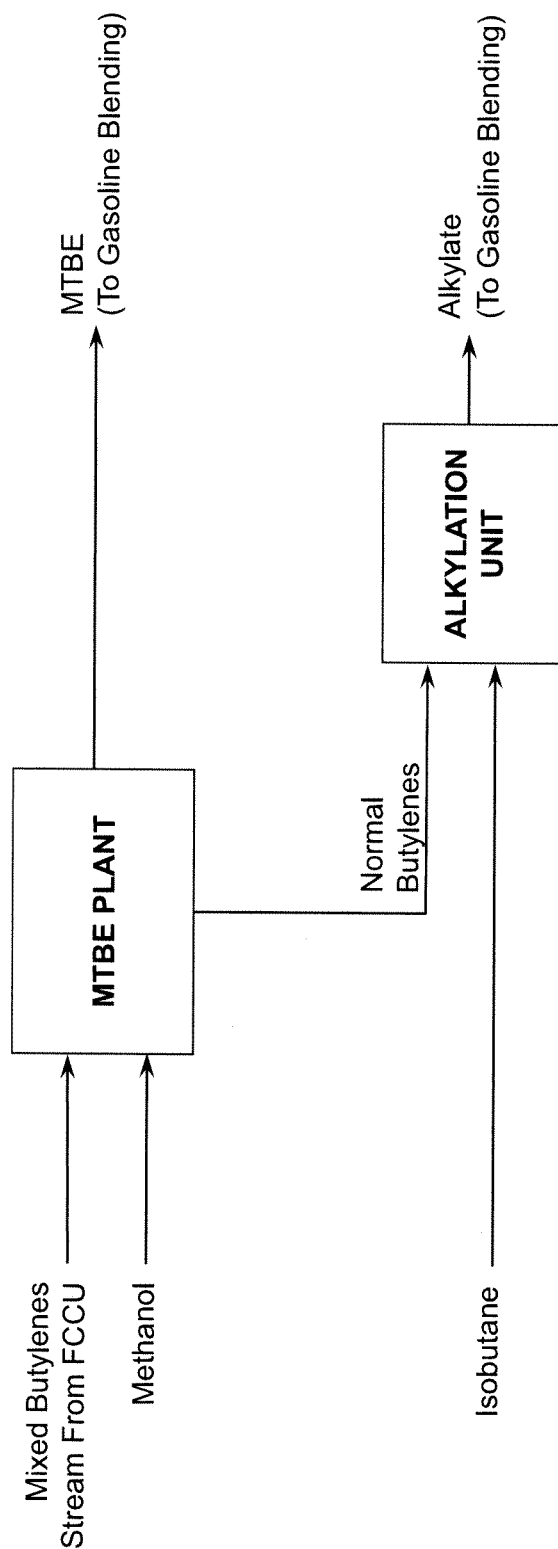 Mixed Butylenes
Stream From FCCU
Methanol
MTBE PLANT
MTBE
(To Gasoline Blending)
Normal
Butylenes
Isobutane
ALKYLATION
UNIT
Alkylate
(To Gasoline Blending)